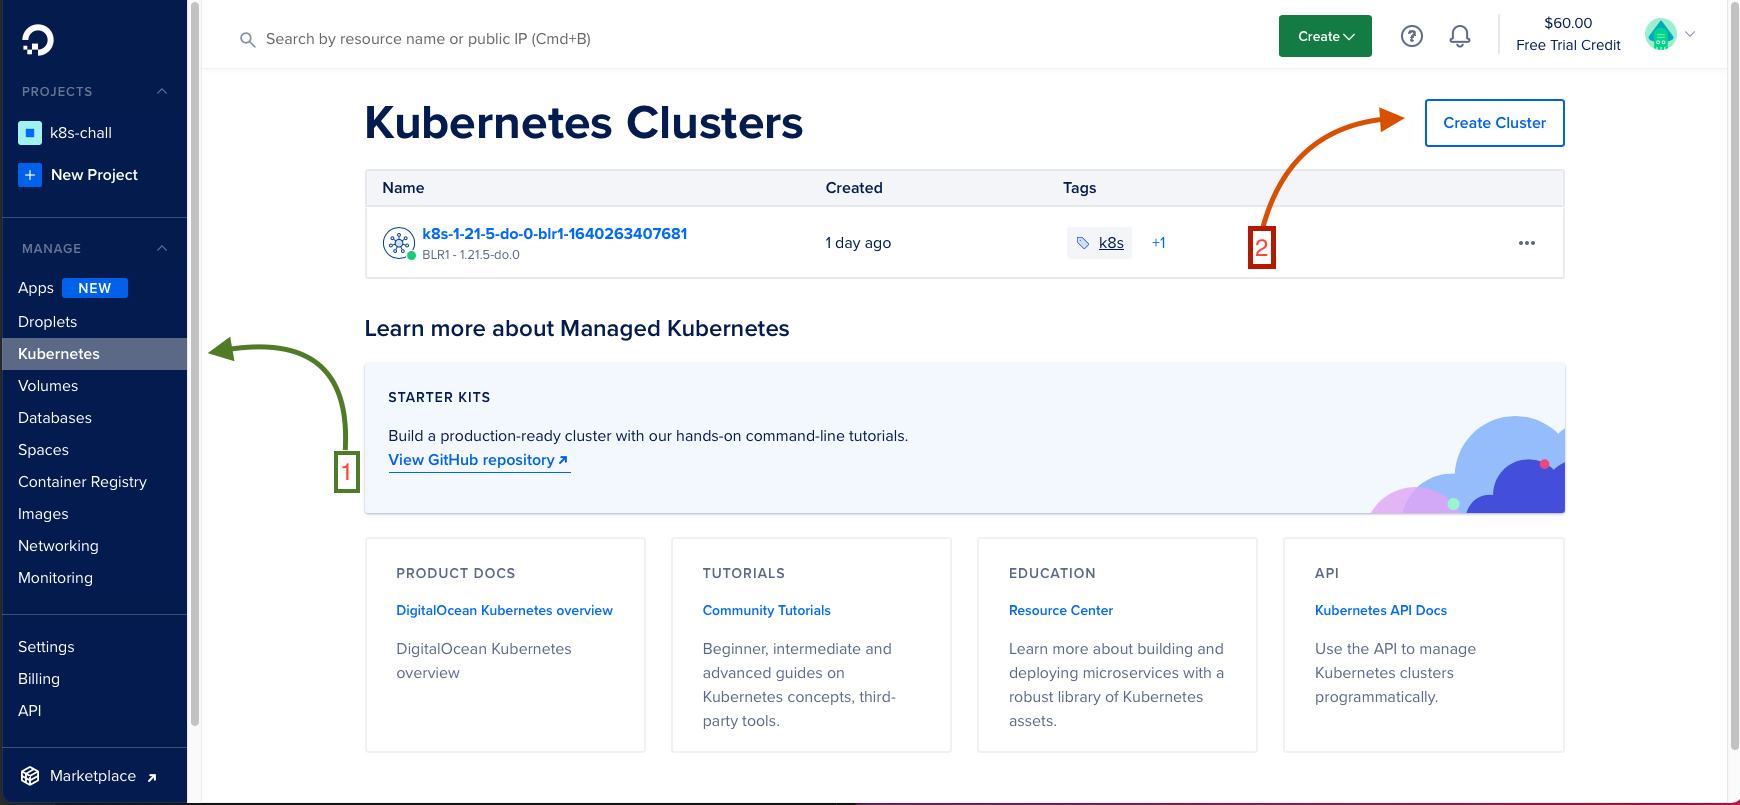 Search by resource name or public IP (Cmd+B)
Create
$60.00
Free Trial Credit
PROJECTS
k8s-chall
New Project
MANAGE
Apps NEW
Droplets
Kubernetes
Volumes
Databases
Spaces
Container Registry
Images
Networking
Monitoring
Settings
Billing
API
Marketplace
Kubernetes Clusters
Create Cluster
Name Created Tags
k8s-1-21-5-do-0-blr1-1640263407681
BLR1 - 1.21.5-do.0
1 day ago
k8s +1
2
1
Learn more about Managed Kubernetes
STARTER KITS
Build a production-ready cluster with our hands-on command-line tutorials.
View GitHub repository
PRODUCT DOCS
DigitalOcean Kubernetes overview
DigitalOcean Kubernetes
overview
TUTORIALS
Community Tutorials
Beginner, intermediate and
advanced guides on
Kubernetes concepts, third-
party tools.
EDUCATION
Resource Center
Learn more about building and
deploying microservices with a
robust library of Kubernetes
assets.
API
Kubernetes API Docs
Use the API to manage
Kubernetes clusters
programmatically.